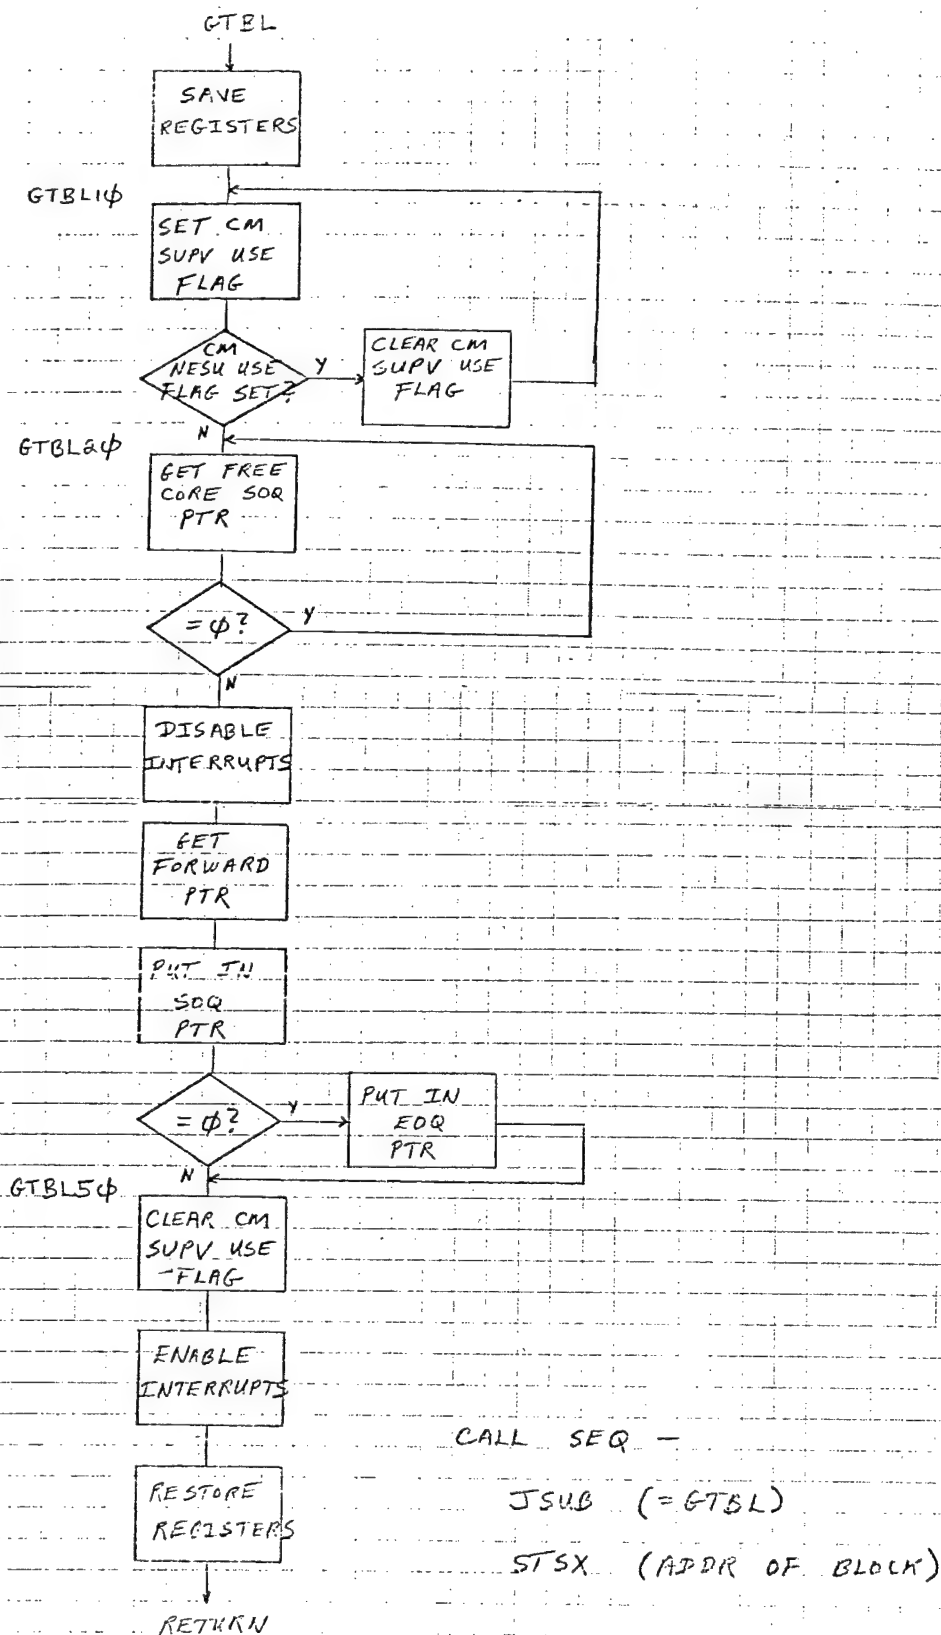 GTBL
SAVE
REGISTERS
GTBL1φ
SET CM
SUPV USE
FLAG
CM
NESU USE
FLAG SET?
Y
CLEAR CM
SUPV USE
FLAG
N
GTBL2φ
GET FREE
CORE SOQ
PTR
= φ?
Y
N
DISABLE
INTERRUPTS
GET
FORWARD
PTR
PUT IN
SOQ
PTR
= φ?
Y
PUT IN
EOQ
PTR
N
GTBL5φ
CLEAR CM
SUPV USE
FLAG
ENABLE
INTERRUPTS
RESTORE
REGISTERS
RETURN
CALL SEQ —
JSUB (=GTBL)
STSX (ADDR OF BLOCK)